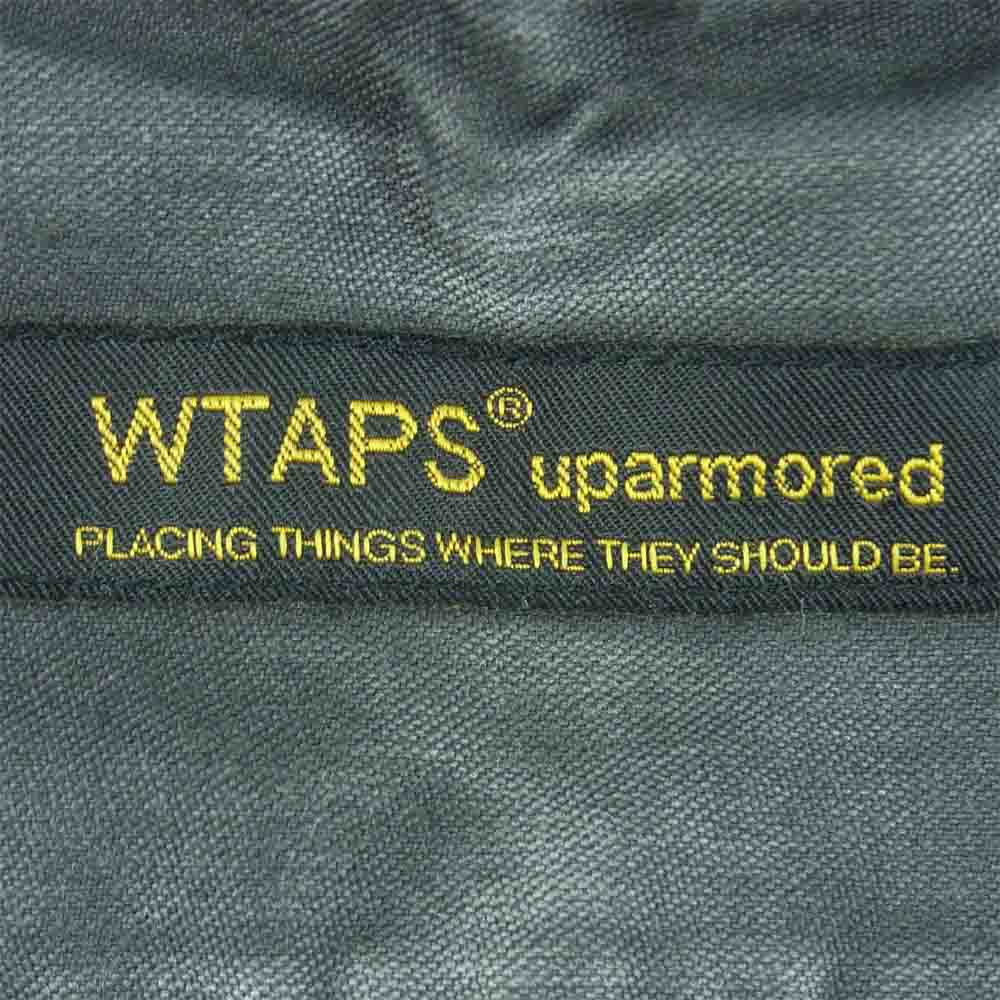 WTAPS® uparmored
PLACING THINGS WHERE THEY SHOULD BE.